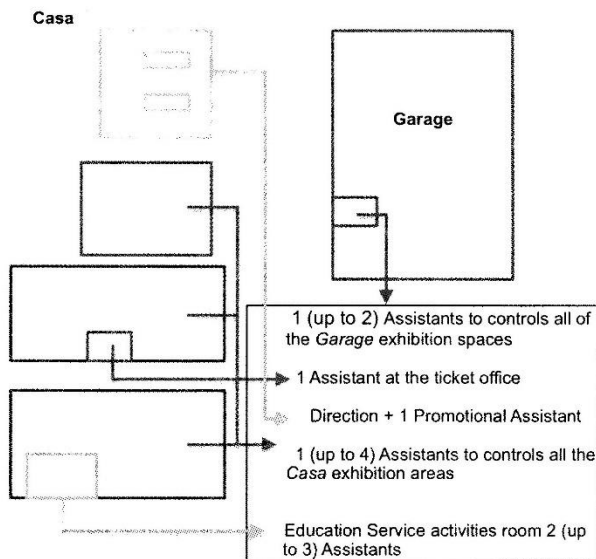 Casa
Garage
1 (up to 2) Assistants to controls all of
the Garage exhibition spaces
1 Assistant at the ticket office
Direction + 1 Promotional Assistant
1 (up to 4) Assistants to controls all the
Casa exhibition areas
Education Service activities room 2 (up
to 3) Assistants